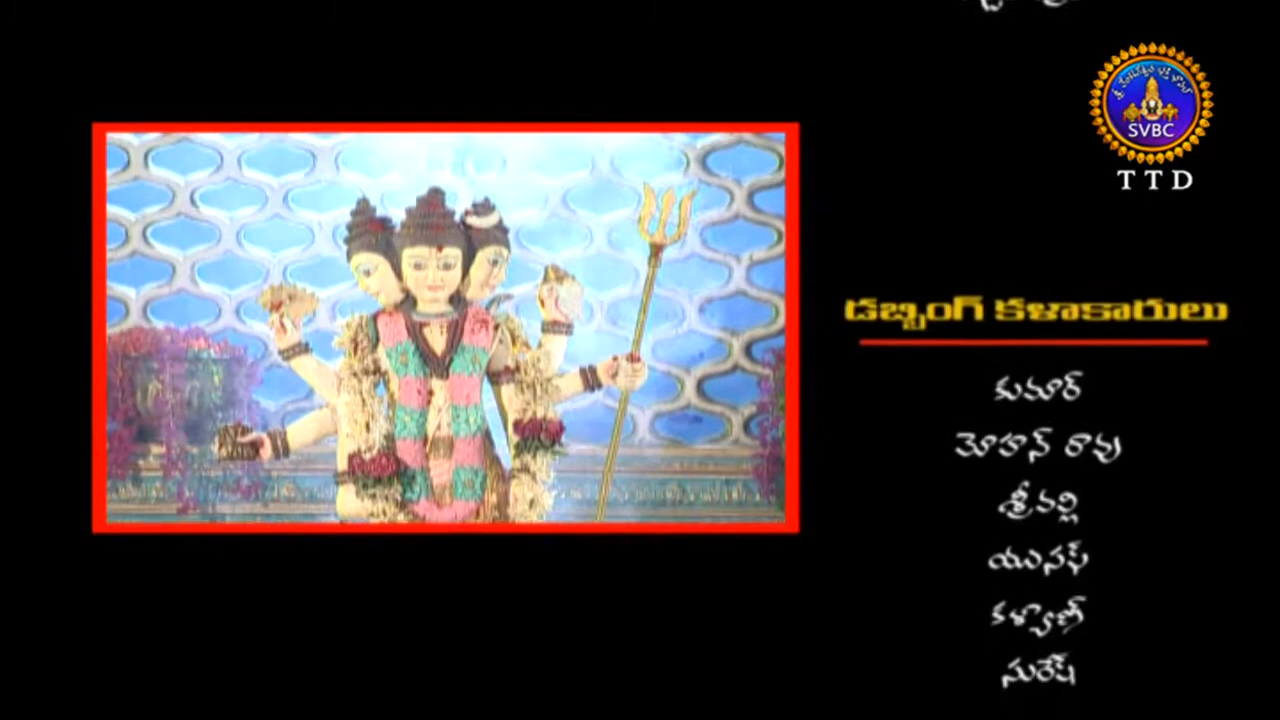 SVBC
TTD
డబ్బింగ్ కళాకారులు
కుమార్
మోహన్ రావు
శ్రీవల్లి
యుసఫ్
కళ్యాణ్
సురేష్